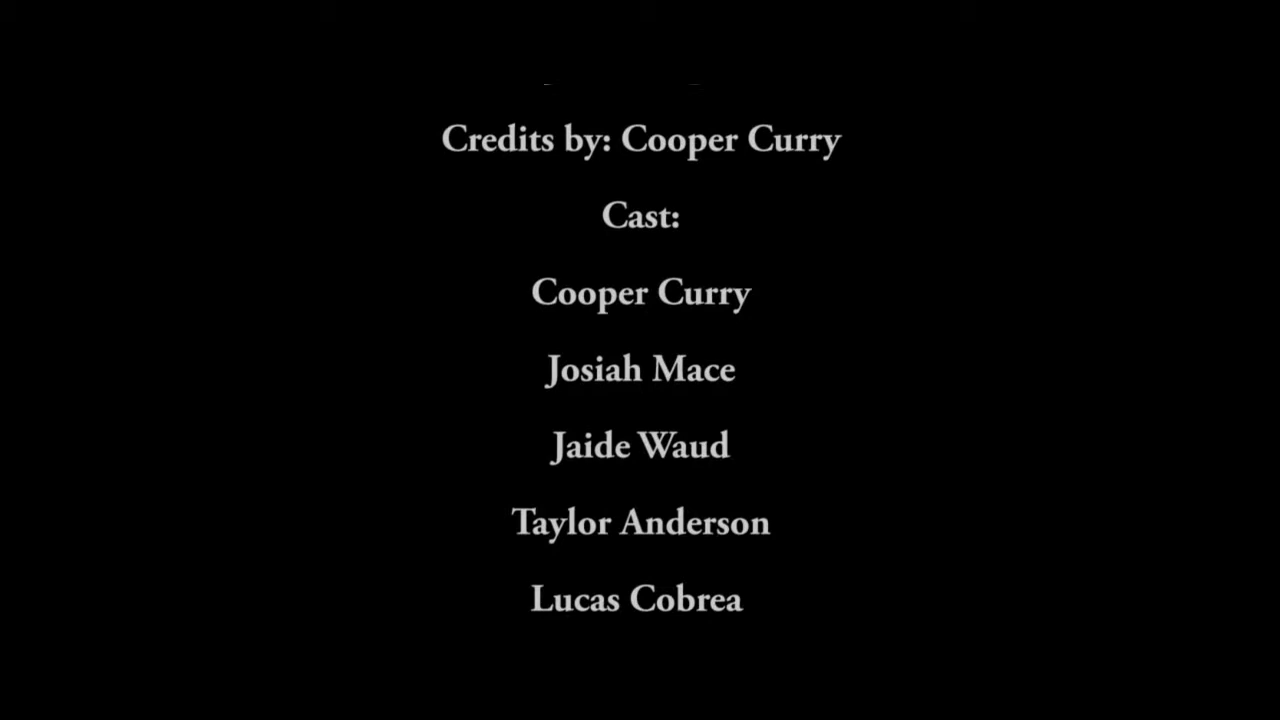 Credits by: Cooper Curry
Cast:
Cooper Curry
Josiah Mace
Jaide Waud
Taylor Anderson
Lucas Cobrea